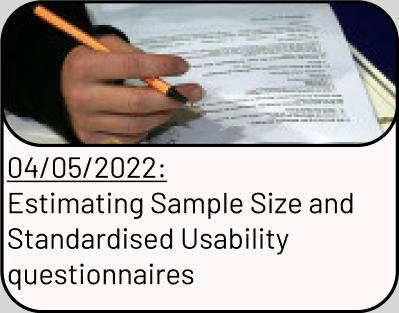 04/05/2022:
Estimating Sample Size and
Standardised Usability
questionnaires